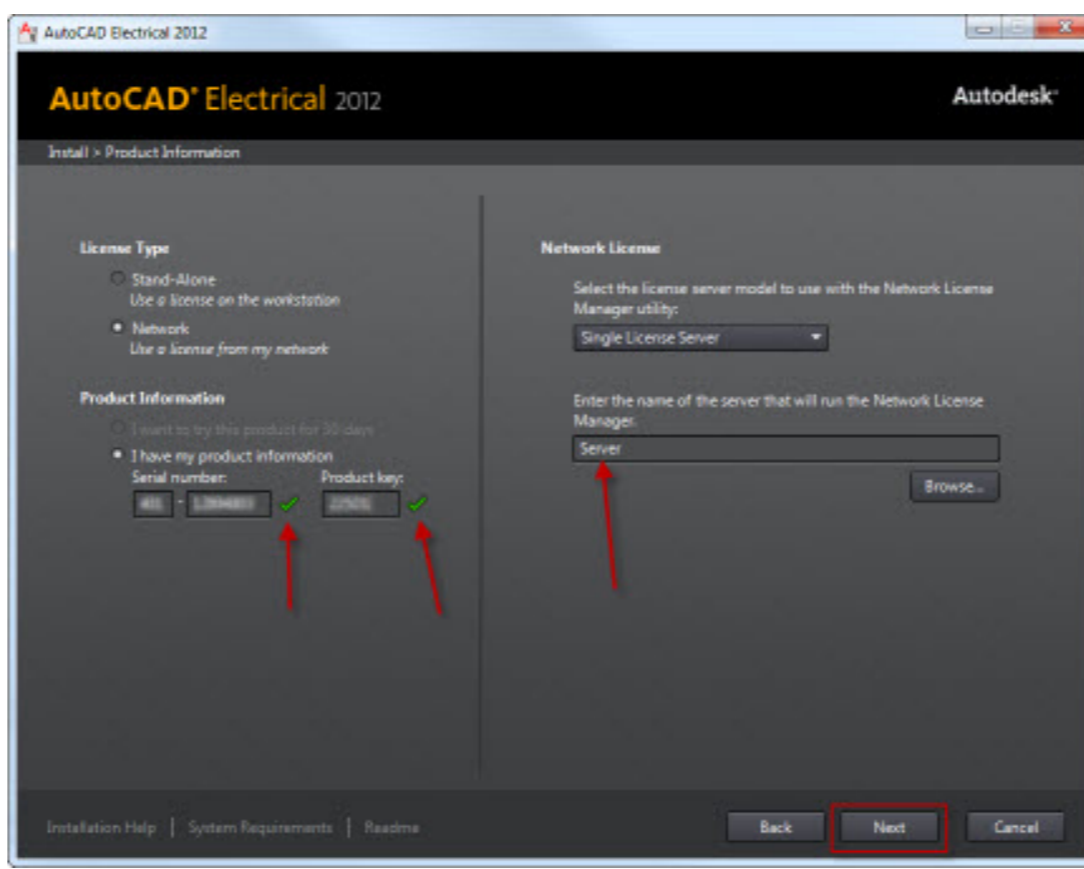 AutoCAD Electrical 2012
AutoCAD® Electrical 2012
Autodesk®
Install > Product Information
License Type
Stand-Alone
Use a license on the workstation
Network
Use a license from my network
Product Information
I want to try this product for 30 days
I have my product information
Serial number: Product key:
-
Network License
Select the license server model to use with the Network License
Manager utility:
Single License Server
Enter the name of the server that will run the Network License
Manager.
Server
Browse...
Installation Help | System Requirements | Readme
Back Next Cancel